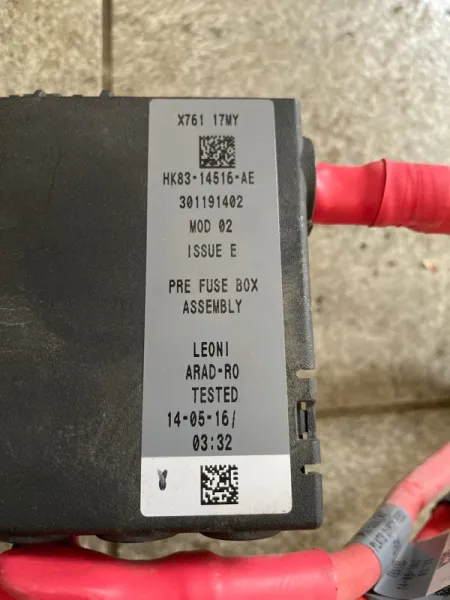 X761 17MY
HK83-14516-AE
301191402
MOD 02
ISSUE E
PRE FUSE BOX
ASSEMBLY
LEONI
ARAD-RO
TESTED
14-05-16/
03:32
Y